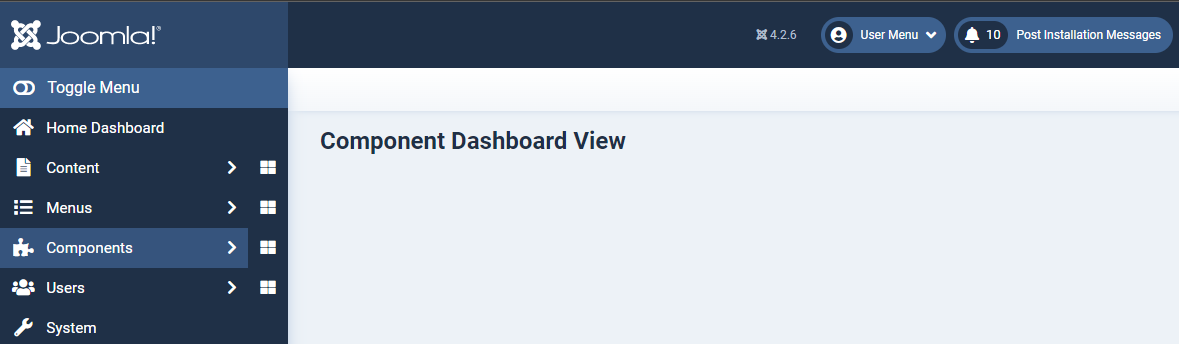 Joomla!®
4.2.6
User Menu
10
Post Installation Messages
Toggle Menu
Home Dashboard
Content
Menus
Components
Users
System
Component Dashboard View